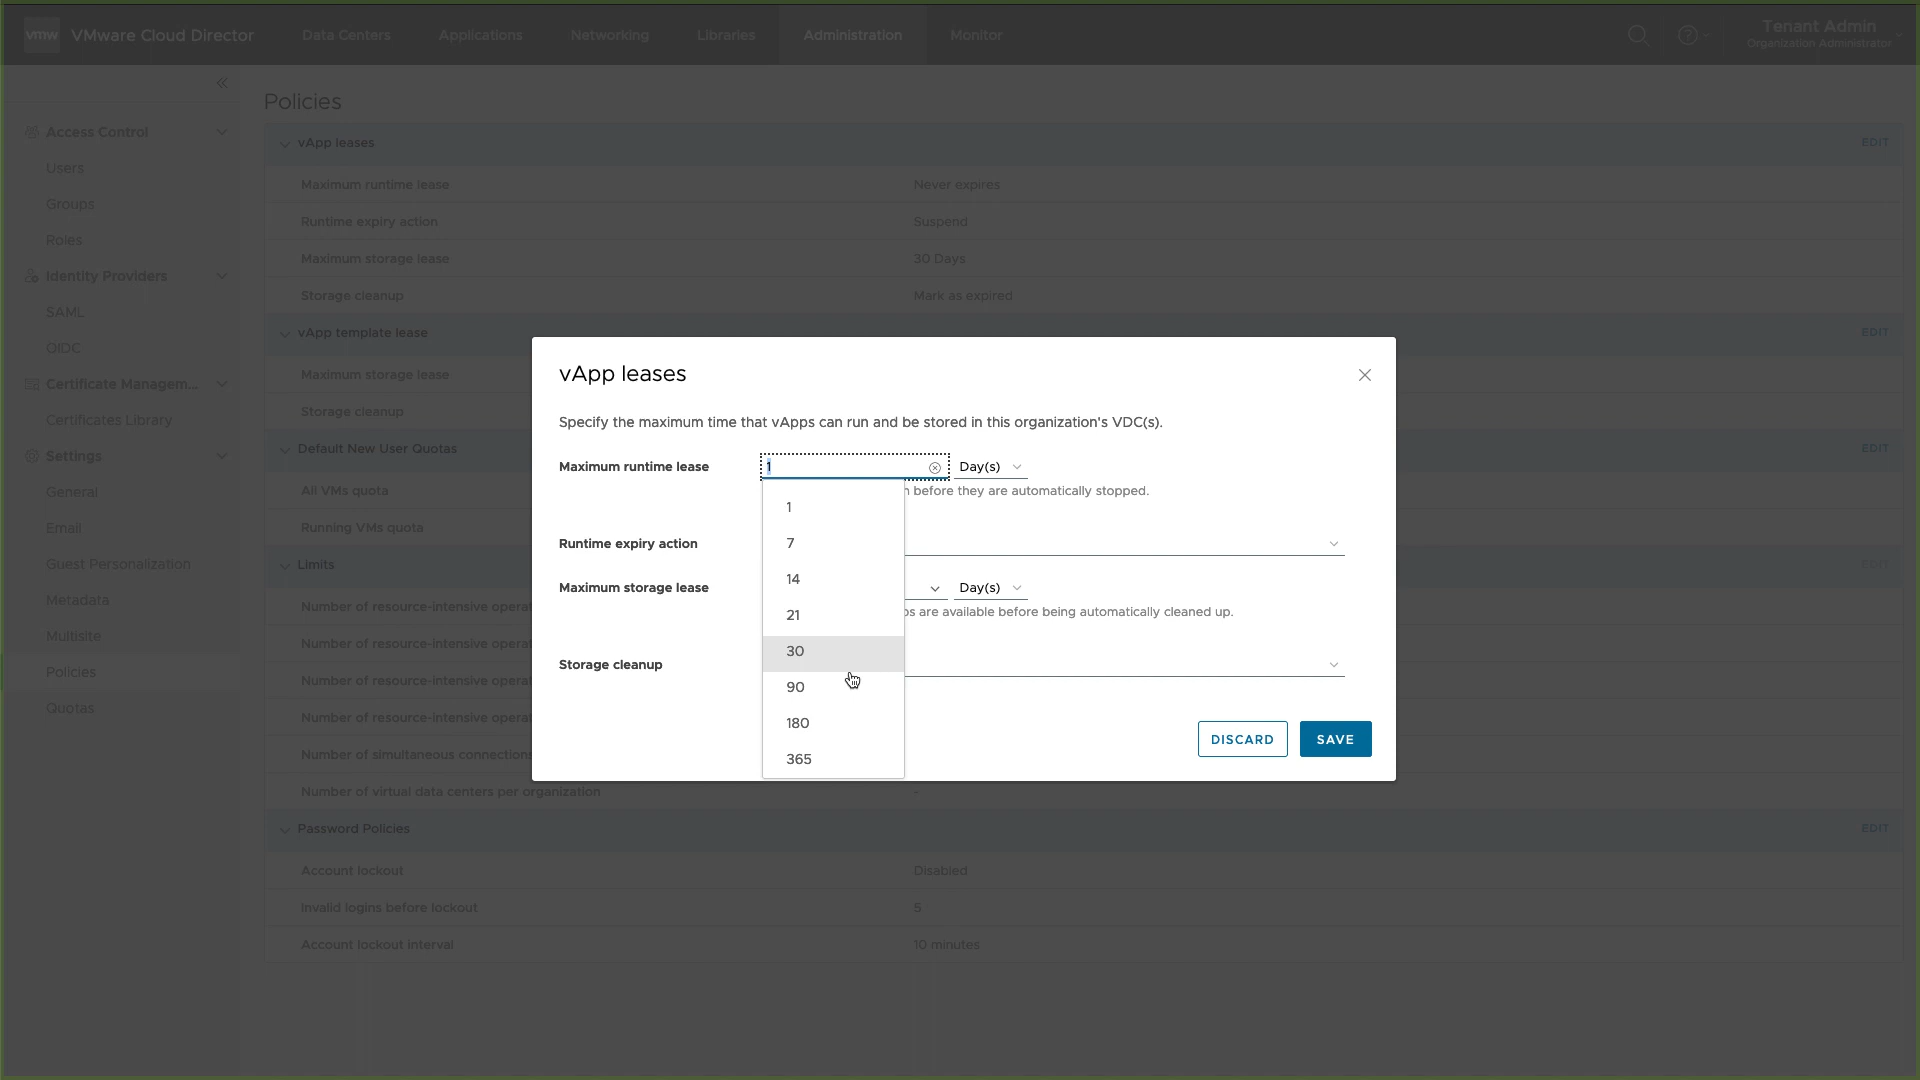 vmw VMware Cloud Director Data Centers Applications Networking Libraries Administration Monitor Tenant Admin
Organization Administrator
Policies
Access Control
Users
Groups
Roles
Identity Providers
SAML
OIDC
Certificate Managem...
Certificates Library
Settings
General
Email
Guest Personalization
Metadata
Multisite
Policies
Quotas
vApp leases EDIT
Maximum runtime lease Never expires
Runtime expiry action Suspend
Maximum storage lease 30 Days
Storage cleanup Mark as expired
vApp template lease EDIT
Maximum storage lease
Storage cleanup
Default New User Quotas EDIT
All VMs quota
Running VMs quota
Limits EDIT
Number of resource-intensive operat
Number of resource-intensive operat
Number of resource-intensive operat
Number of resource-intensive operat
Number of simultaneous connections
Number of virtual data centers per organization -
Password Policies EDIT
Account lockout Disabled
Invalid logins before lockout 5
Account lockout interval 10 minutes
vApp leases
Specify the maximum time that vApps can run and be stored in this organization's VDC(s).
Maximum runtime lease 1 Day(s)
before they are automatically stopped.
Runtime expiry action
Maximum storage lease Day(s)
are available before being automatically cleaned up.
Storage cleanup
1
7
14
21
30
90
180
365
DISCARD SAVE